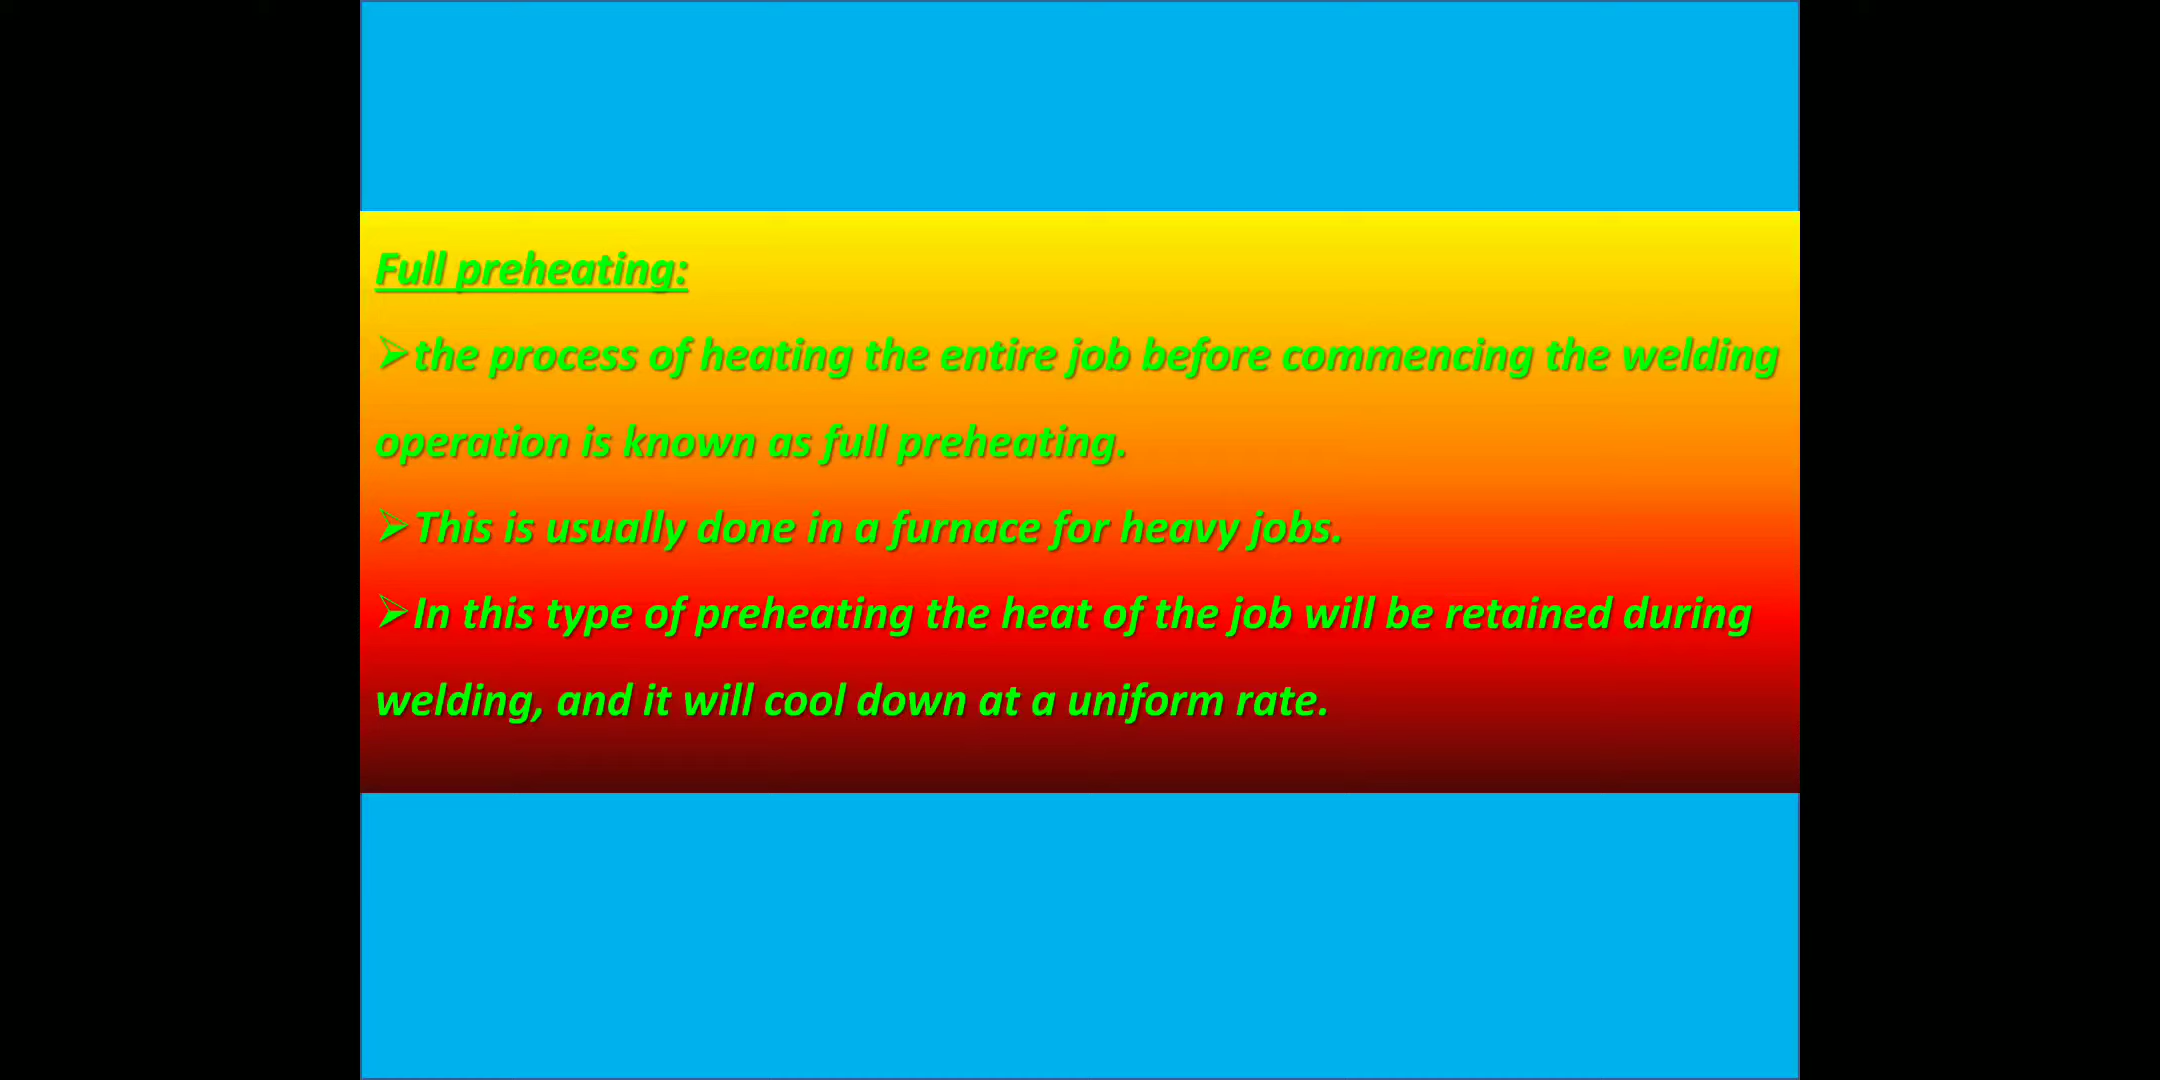 Full preheating:
➢the process of heating the entire job before commencing the welding
operation is known as full preheating.
➢This is usually done in a furnace for heavy jobs.
➢In this type of preheating the heat of the job will be retained during
welding, and it will cool down at a uniform rate.